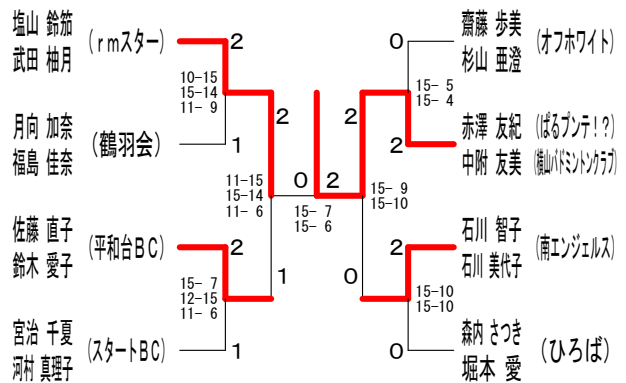 塩山 鈴笳
武田 柚月
(ｒｍスター)
2
10-15
15-14
11- 9
月向 加奈
福島 佳奈
(鶴羽会)
1
2
11-15
15-14
11- 6
佐藤 直子
鈴木 愛子
(平和台ＢＣ)
2
15- 7
12-15
11- 6
宮治 千夏
河村 真理子
(スタートＢＣ)
1
1
0 2
15- 7
15- 6
齋藤 歩美
杉山 亜澄
(オフホワイト)
0
15- 5
15- 4
赤澤 友紀 (ぱるプンテ！？)
中附 友美 (横山バドミントンクラブ)
2
2
15- 9
15-10
石川 智子
石川 美代子
(南エンジェルス)
2
15-10
15-10
森内 さつき
堀本 愛
(ひろば)
0
0